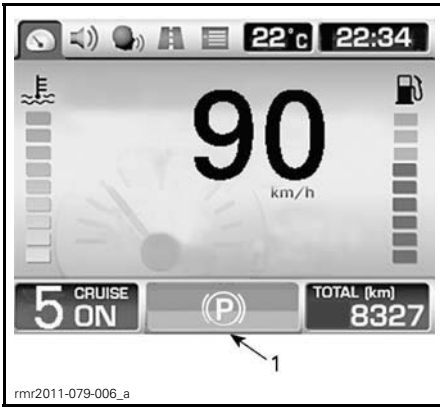 22°c 22:34
90
km/h
5 CRUISE ON
(P)
TOTAL (km)
8327
1
rmr2011-079-006_a